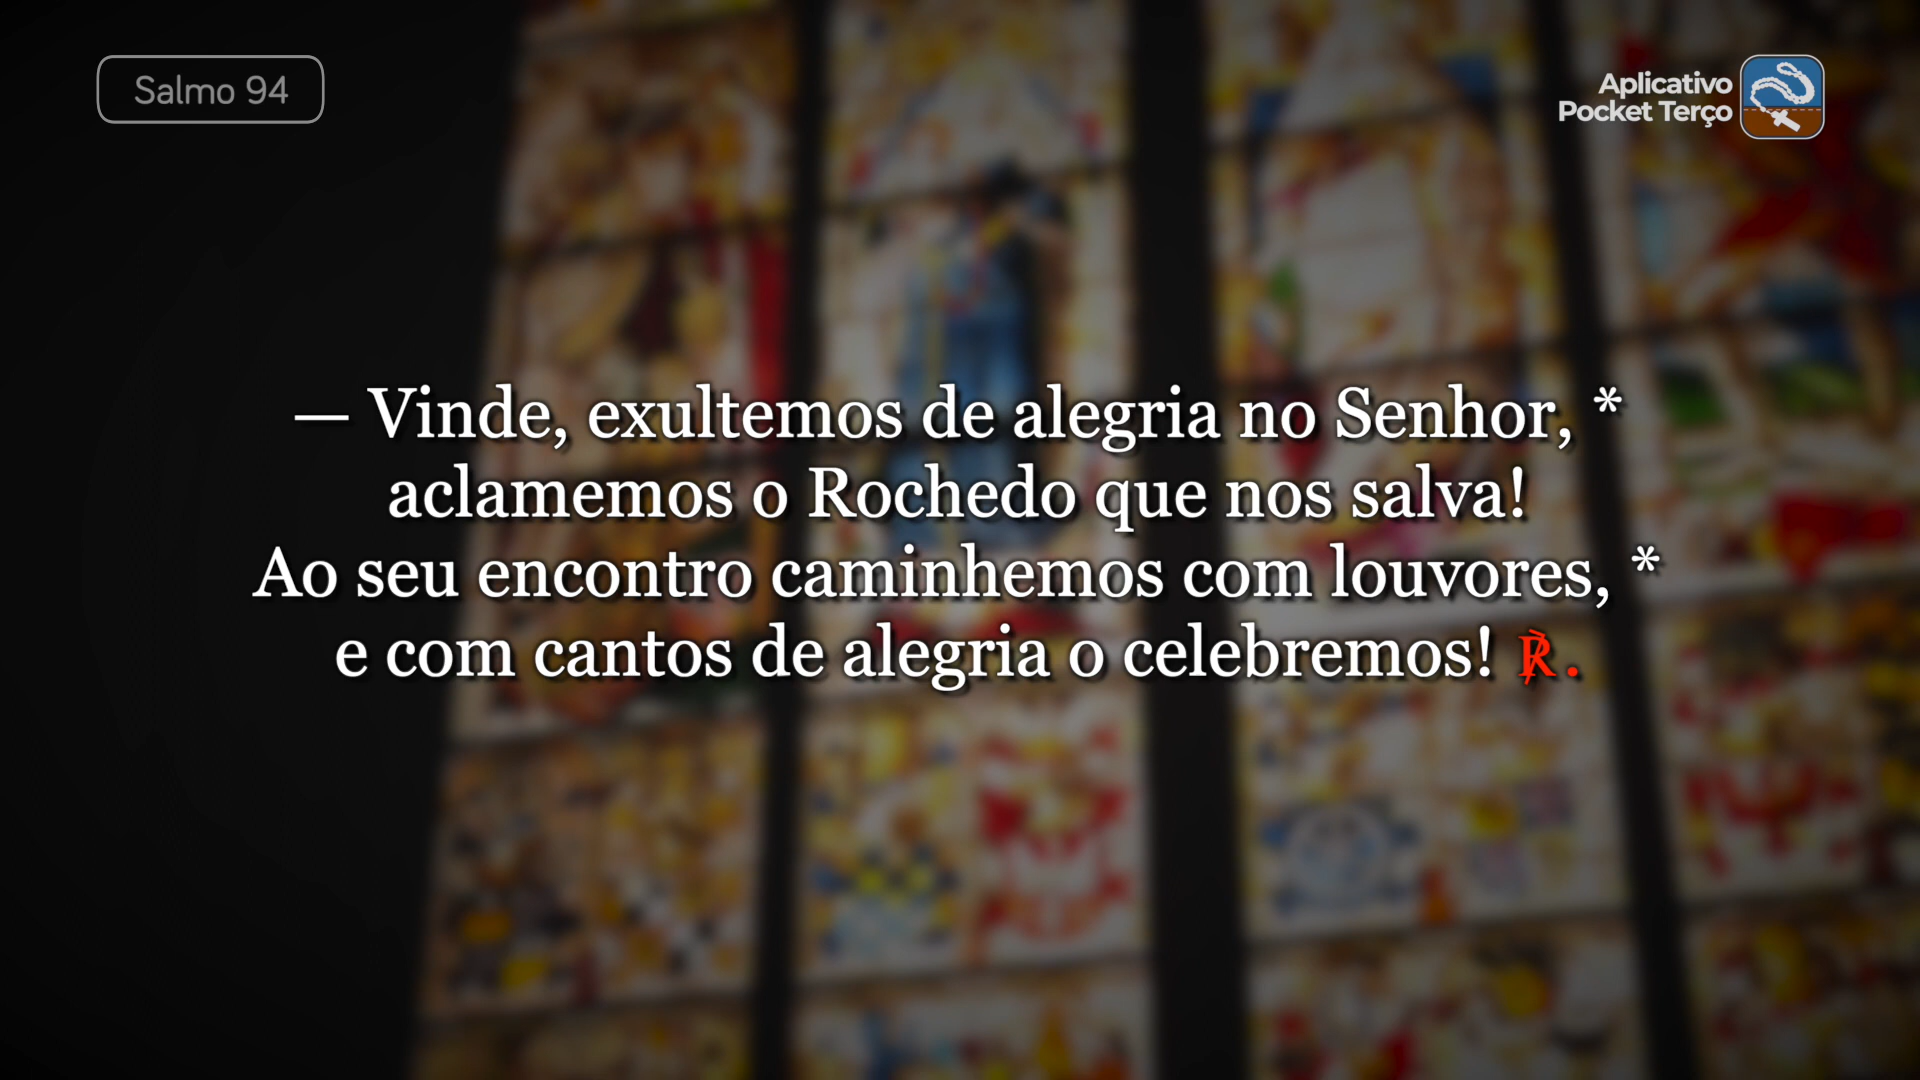 Salmo 94
Aplicativo
Pocket Terço
— Vinde, exultemos de alegria no Senhor, *
aclamemos o Rochedo que nos salva!
Ao seu encontro caminhemos com louvores, *
e com cantos de alegria o celebremos! ℟.